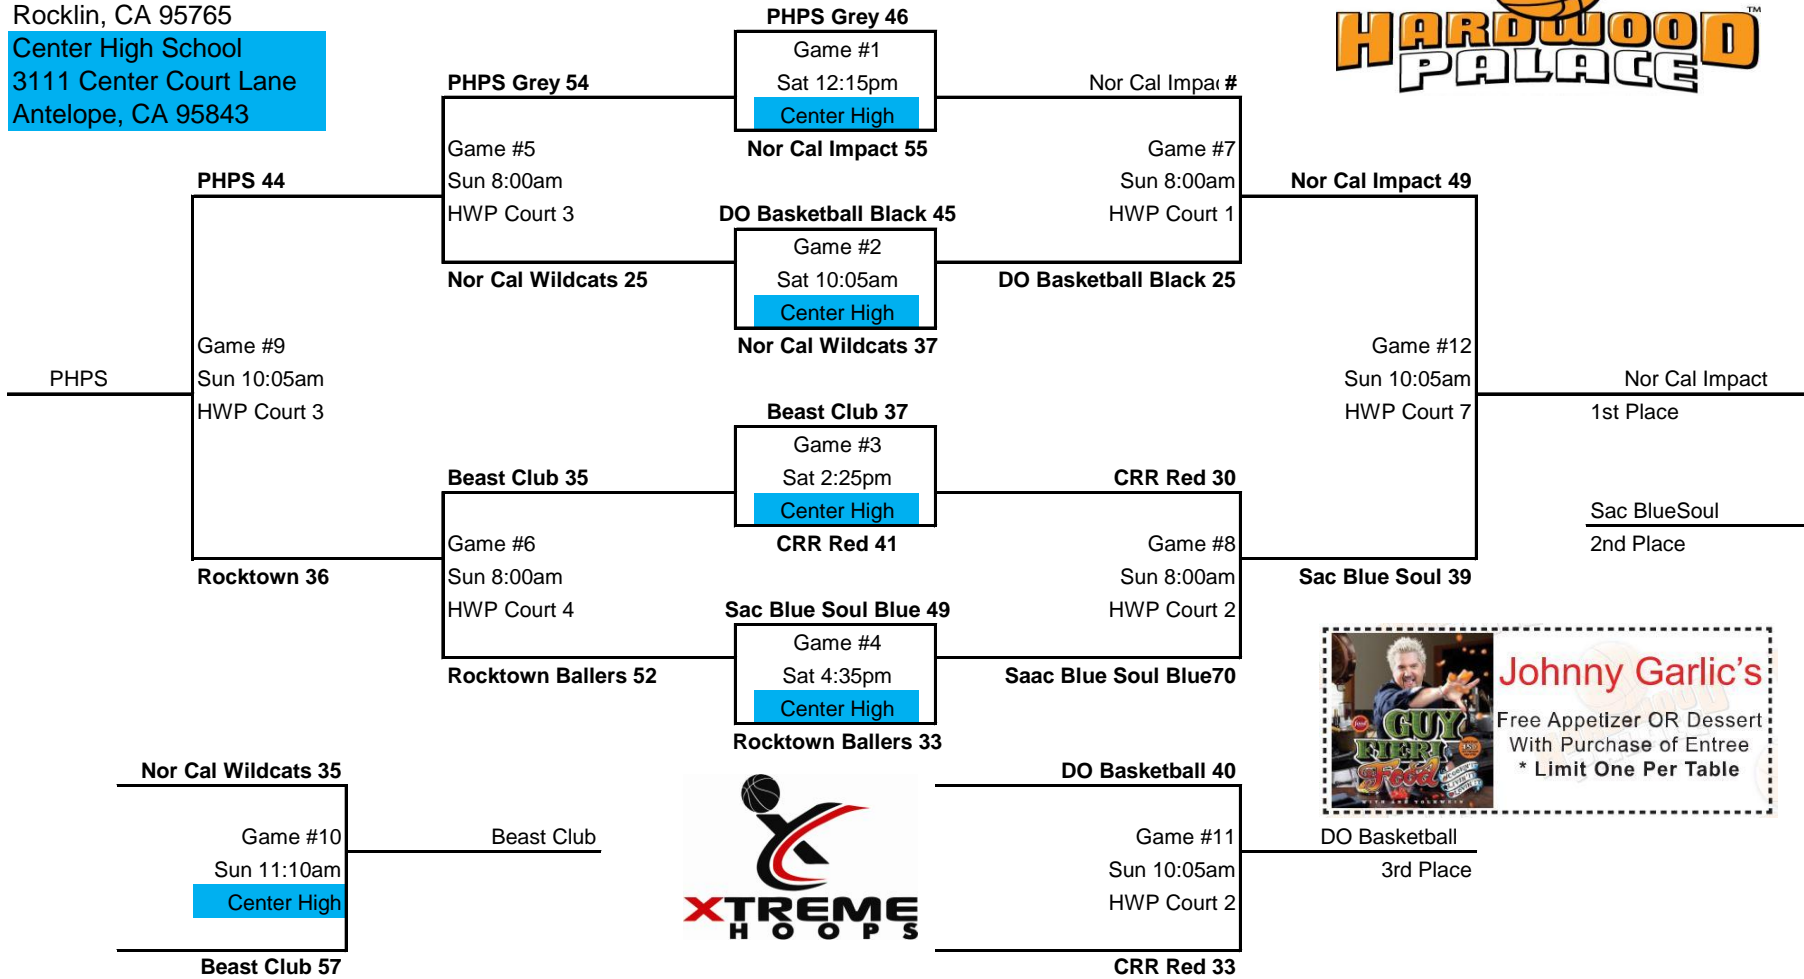 Rocklin, CA 95765
Center High School
3111 Center Court Lane
Antelope, CA 95843
HARDWOOD
PALACE
TM
PHPS Grey 46
Game #1
Sat 12:15pm
Center High
Nor Cal Impact 55
PHPS Grey 54
Game #5
Sun 8:00am
HWP Court 3
Nor Cal Wildcats 25
Nor Cal Impac #
Game #7
Sun 8:00am
HWP Court 1
DO Basketball Black 25
PHPS 44
Nor Cal Impact 49
DO Basketball Black 45
Game #2
Sat 10:05am
Center High
Nor Cal Wildcats 37
Game #9
Sun 10:05am
HWP Court 3
PHPS
Game #12
Sun 10:05am
HWP Court 7
Nor Cal Impact
1st Place
Beast Club 37
Game #3
Sat 2:25pm
Center High
CRR Red 41
Beast Club 35
Game #6
Sun 8:00am
HWP Court 4
Rocktown Ballers 52
CRR Red 30
Game #8
Sun 8:00am
HWP Court 2
Saac Blue Soul Blue70
Sac BlueSoul
2nd Place
Rocktown 36
Sac Blue Soul 39
Sac Blue Soul Blue 49
Game #4
Sat 4:35pm
Center High
Rocktown Ballers 33
GUY
FIERI
Food
Johnny Garlic's
Free Appetizer OR Dessert
With Purchase of Entree
* Limit One Per Table
Nor Cal Wildcats 35
Game #10
Sun 11:10am
Center High
Beast Club 57
Beast Club
XTREME
HOOPS
DO Basketball 40
Game #11
Sun 10:05am
HWP Court 2
CRR Red 33
DO Basketball
3rd Place